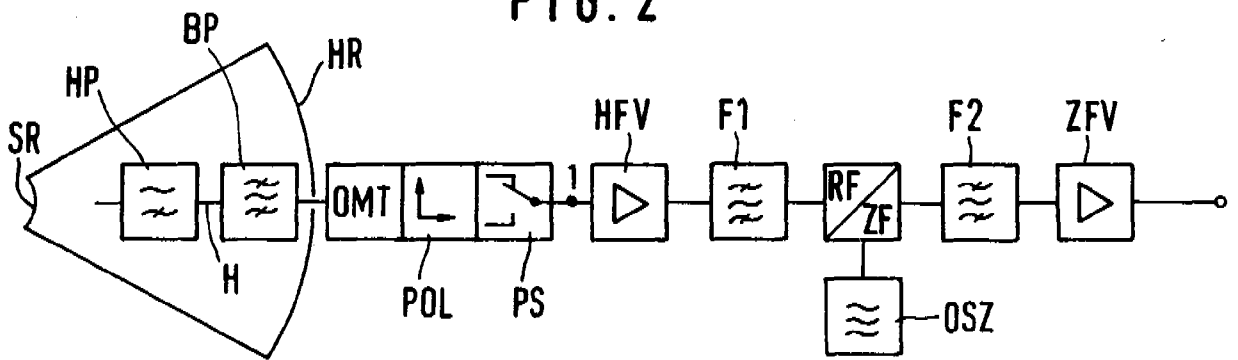 FIG. 2
BP
HR
HP
HFV
F1
F2
ZFV
SR
1
OMT
RF
ZF
H
POL
PS
OSZ